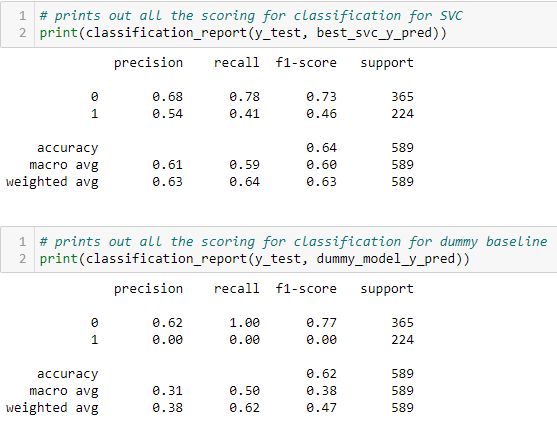 1 # prints out all the scoring for classification for SVC
2 print(classification_report(y_test, best_svc_y_pred))
precision recall f1-score support
0 0.68 0.78 0.73 365
1 0.54 0.41 0.46 224
accuracy 0.64 589
macro avg 0.61 0.59 0.60 589
weighted avg 0.63 0.64 0.63 589
1 # prints out all the scoring for classification for dummy baseline
2 print(classification_report(y_test, dummy_model_y_pred))
precision recall f1-score support
0 0.62 1.00 0.77 365
1 0.00 0.00 0.00 224
accuracy 0.62 589
macro avg 0.31 0.50 0.38 589
weighted avg 0.38 0.62 0.47 589